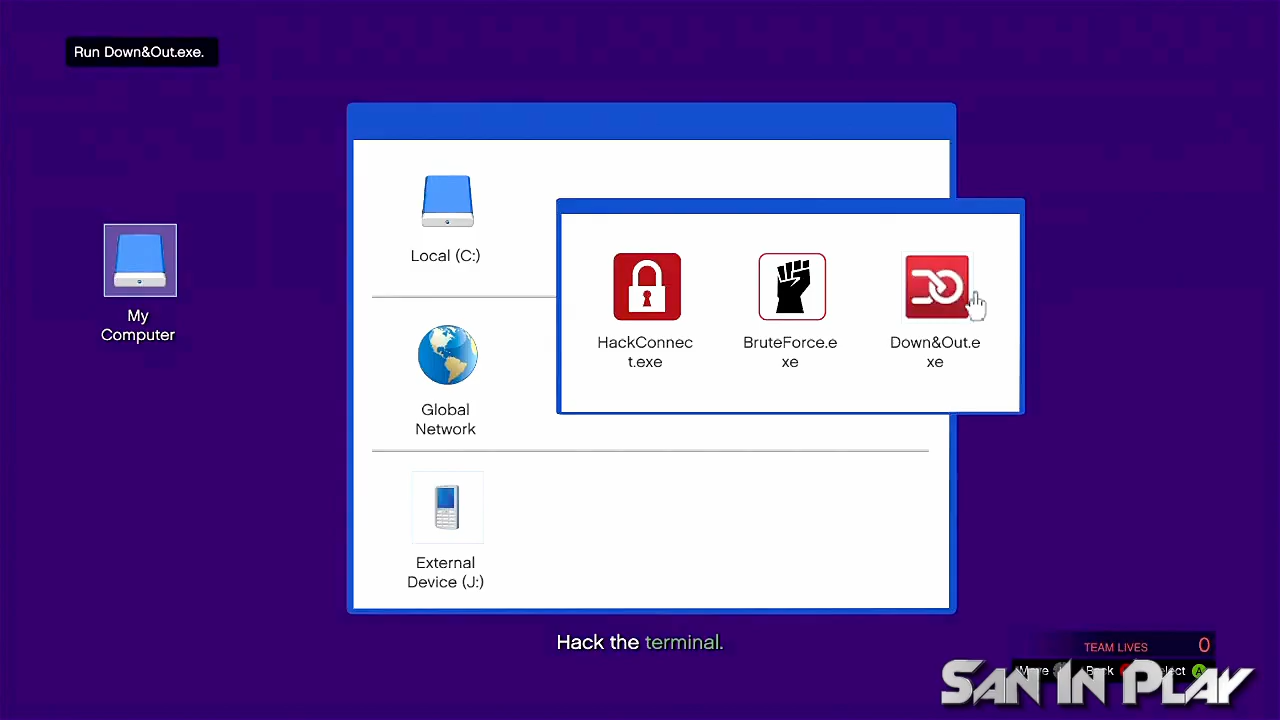 Run Down&Out.exe.
My
Computer
Local (C:)
Global
Network
External
Device (J:)
HackConnec
t.exe
BruteForce.e
xe
Down&Out.e
xe
Hack the terminal.
TEAM LIVES 0
Back
SAN IN PLAY